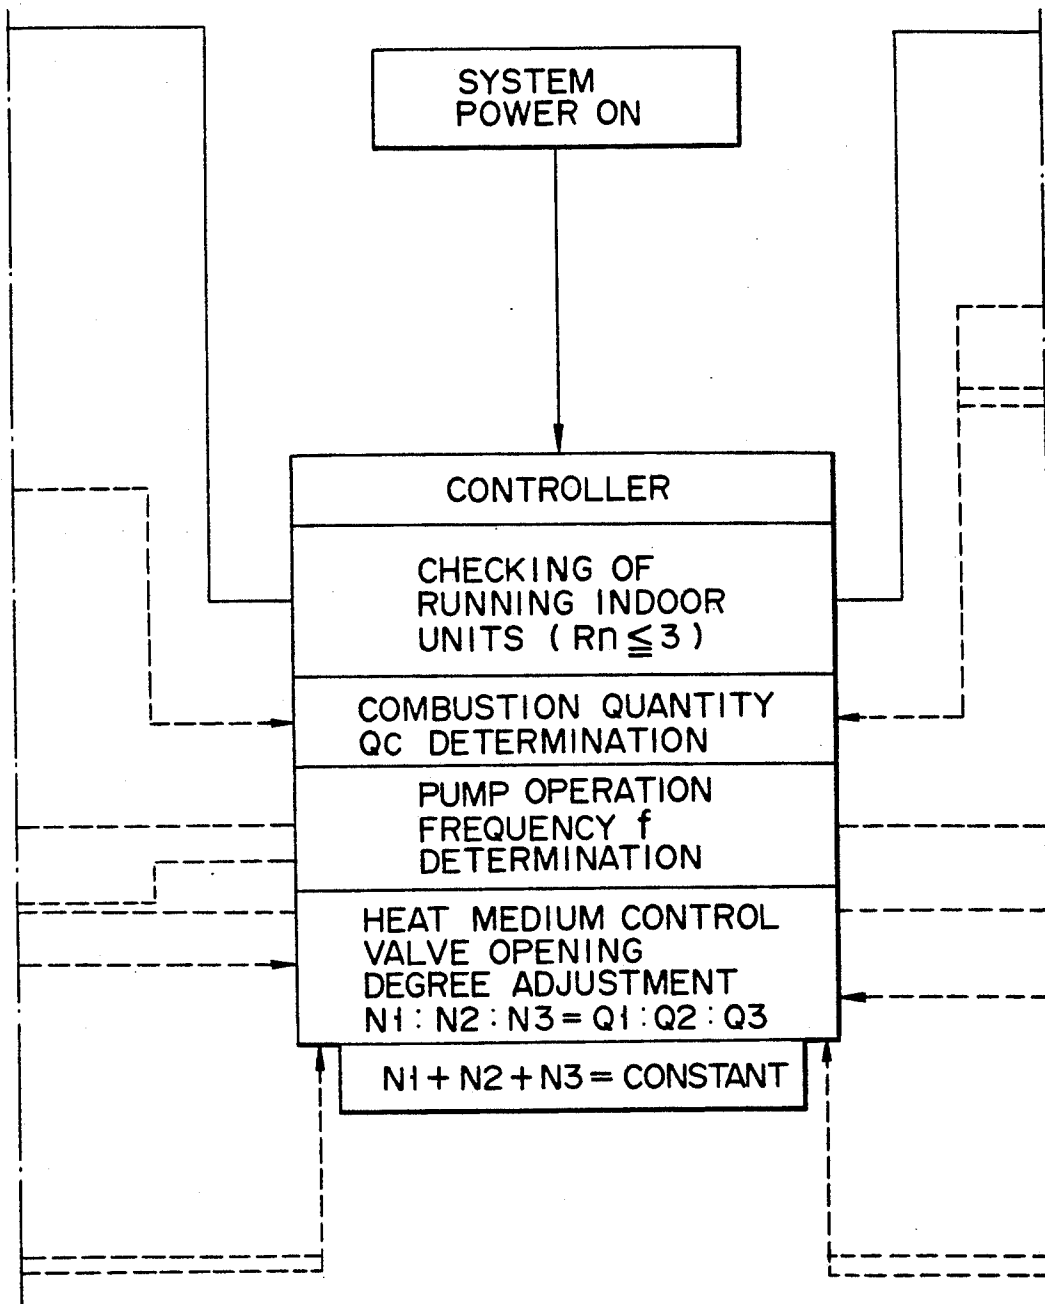 SYSTEM
POWER ON
CONTROLLER
CHECKING OF
RUNNING INDOOR
UNITS ( Rn ≦ 3 )
COMBUSTION QUANTITY
QC DETERMINATION
PUMP OPERATION
FREQUENCY f
DETERMINATION
HEAT MEDIUM CONTROL
VALVE OPENING
DEGREE ADJUSTMENT
N1 : N2 : N3 = Q1 : Q2 : Q3
N1 + N2 + N3 = CONSTANT